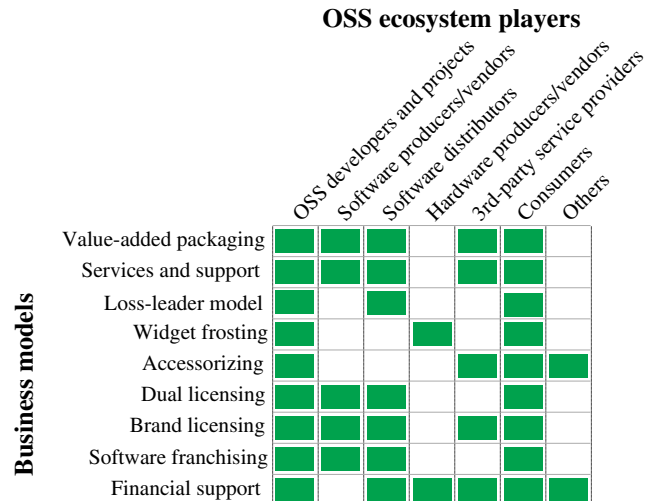 OSS ecosystem players
OSS developers and projects
Software producers/vendors
Software distributors
Hardware producers/vendors
3rd-party service providers
Consumers
Others
Business models
Value-added packaging
Services and support
Loss-leader model
Widget frosting
Accessorizing
Dual licensing
Brand licensing
Software franchising
Financial support